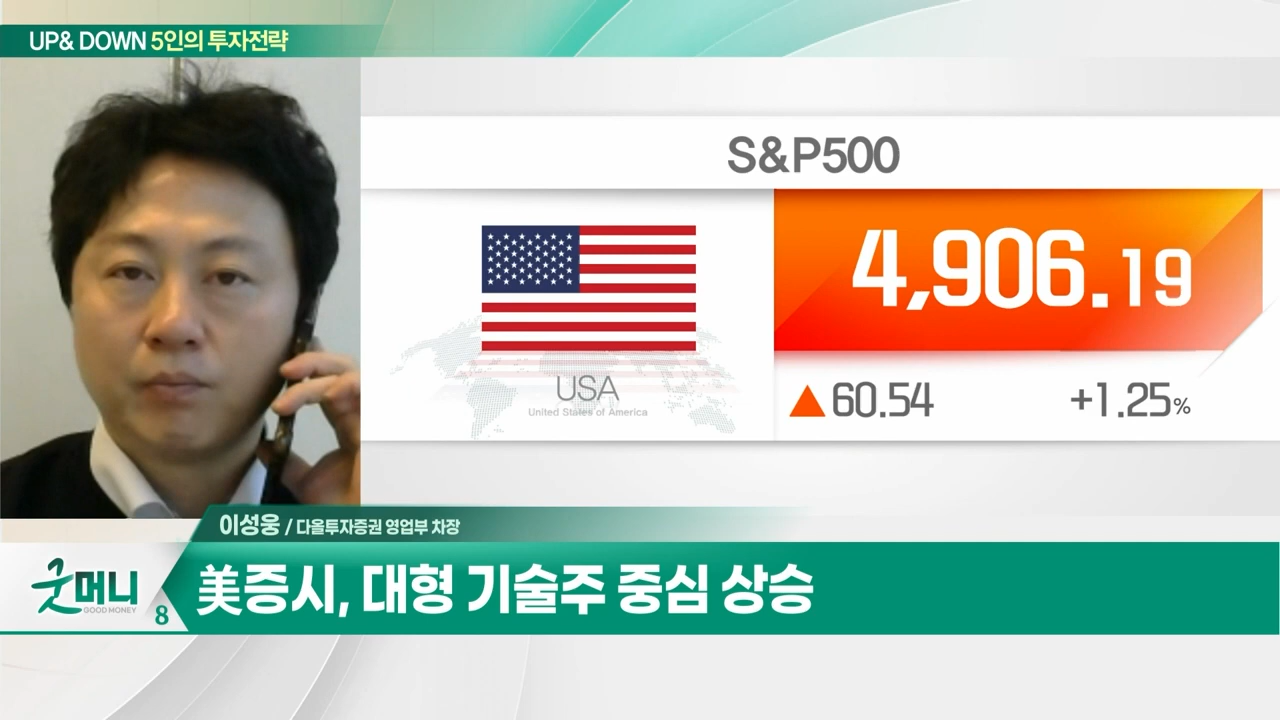 UP& DOWN 5인의 투자전략
S&P500
4,906.19
USA
United States of America
▲60.54 +1.25%
이성웅 / 다올투자증권 영업부 차장
굿머니
GOOD MONEY
8
美증시, 대형 기술주 중심 상승